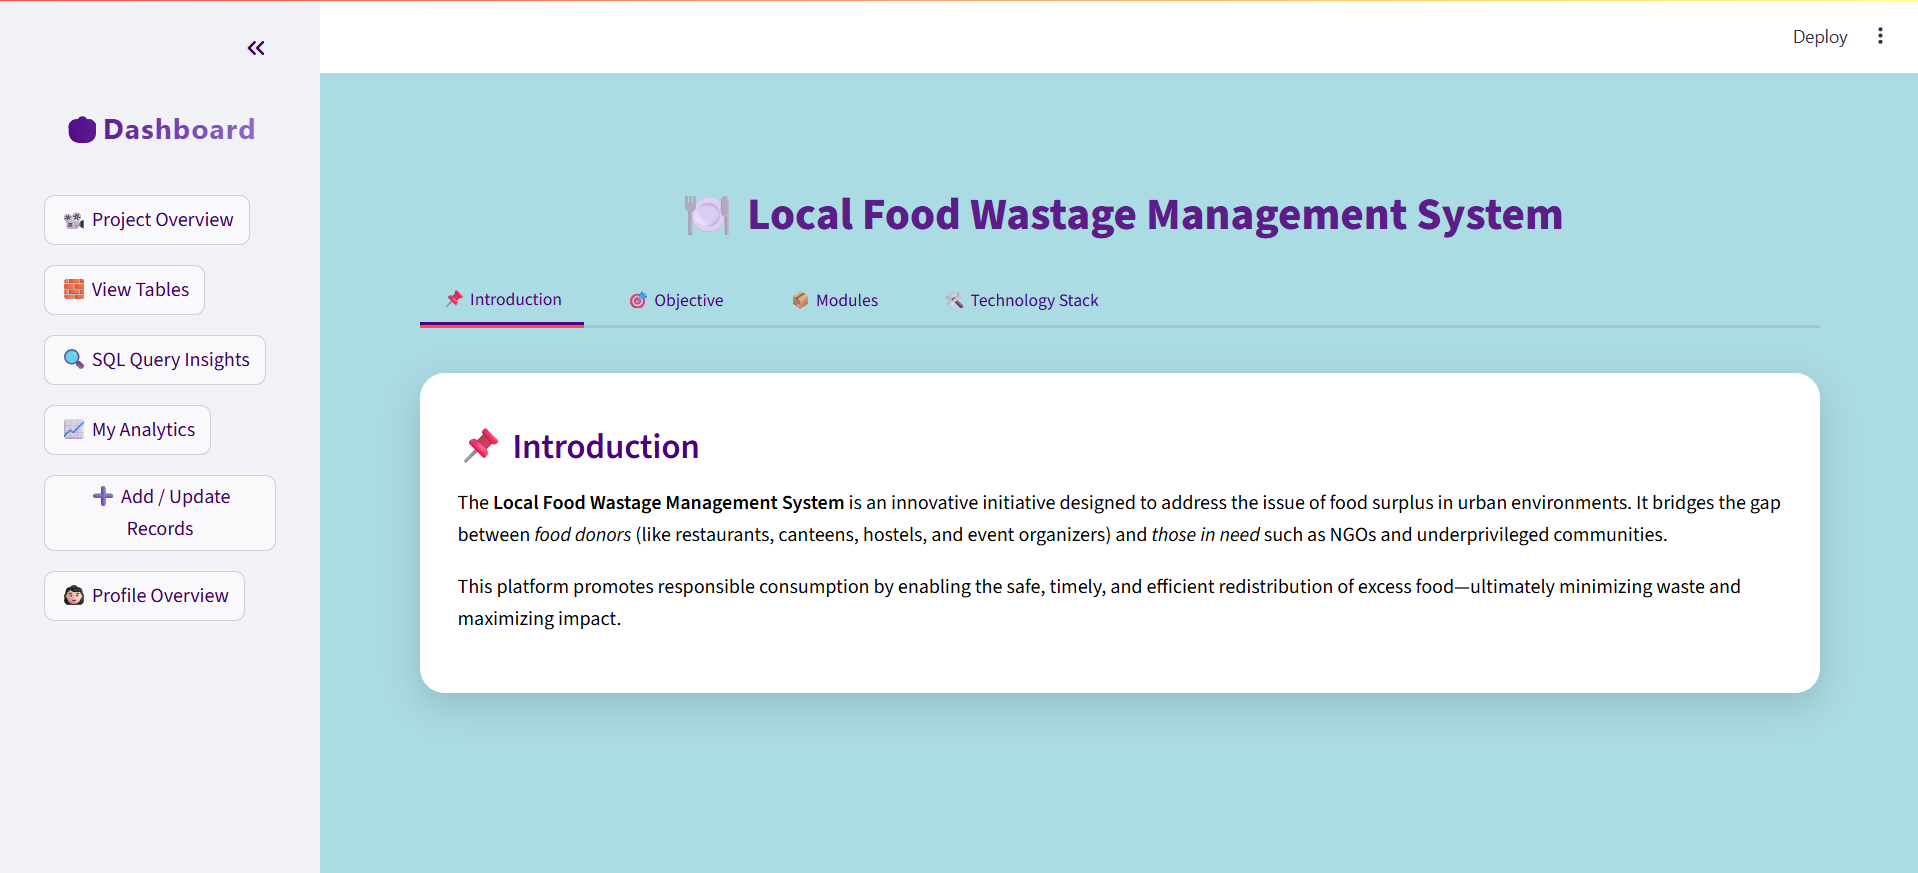 Deploy
Dashboard
Project Overview
View Tables
SQL Query Insights
My Analytics
Add / Update
Records
Profile Overview
Local Food Wastage Management System
Introduction
Objective
Modules
Technology Stack
Introduction
The Local Food Wastage Management System is an innovative initiative designed to address the issue of food surplus in urban environments. It bridges the gap
between food donors (like restaurants, canteens, hostels, and event organizers) and those in need such as NGOs and underprivileged communities.
This platform promotes responsible consumption by enabling the safe, timely, and efficient redistribution of excess food—ultimately minimizing waste and
maximizing impact.